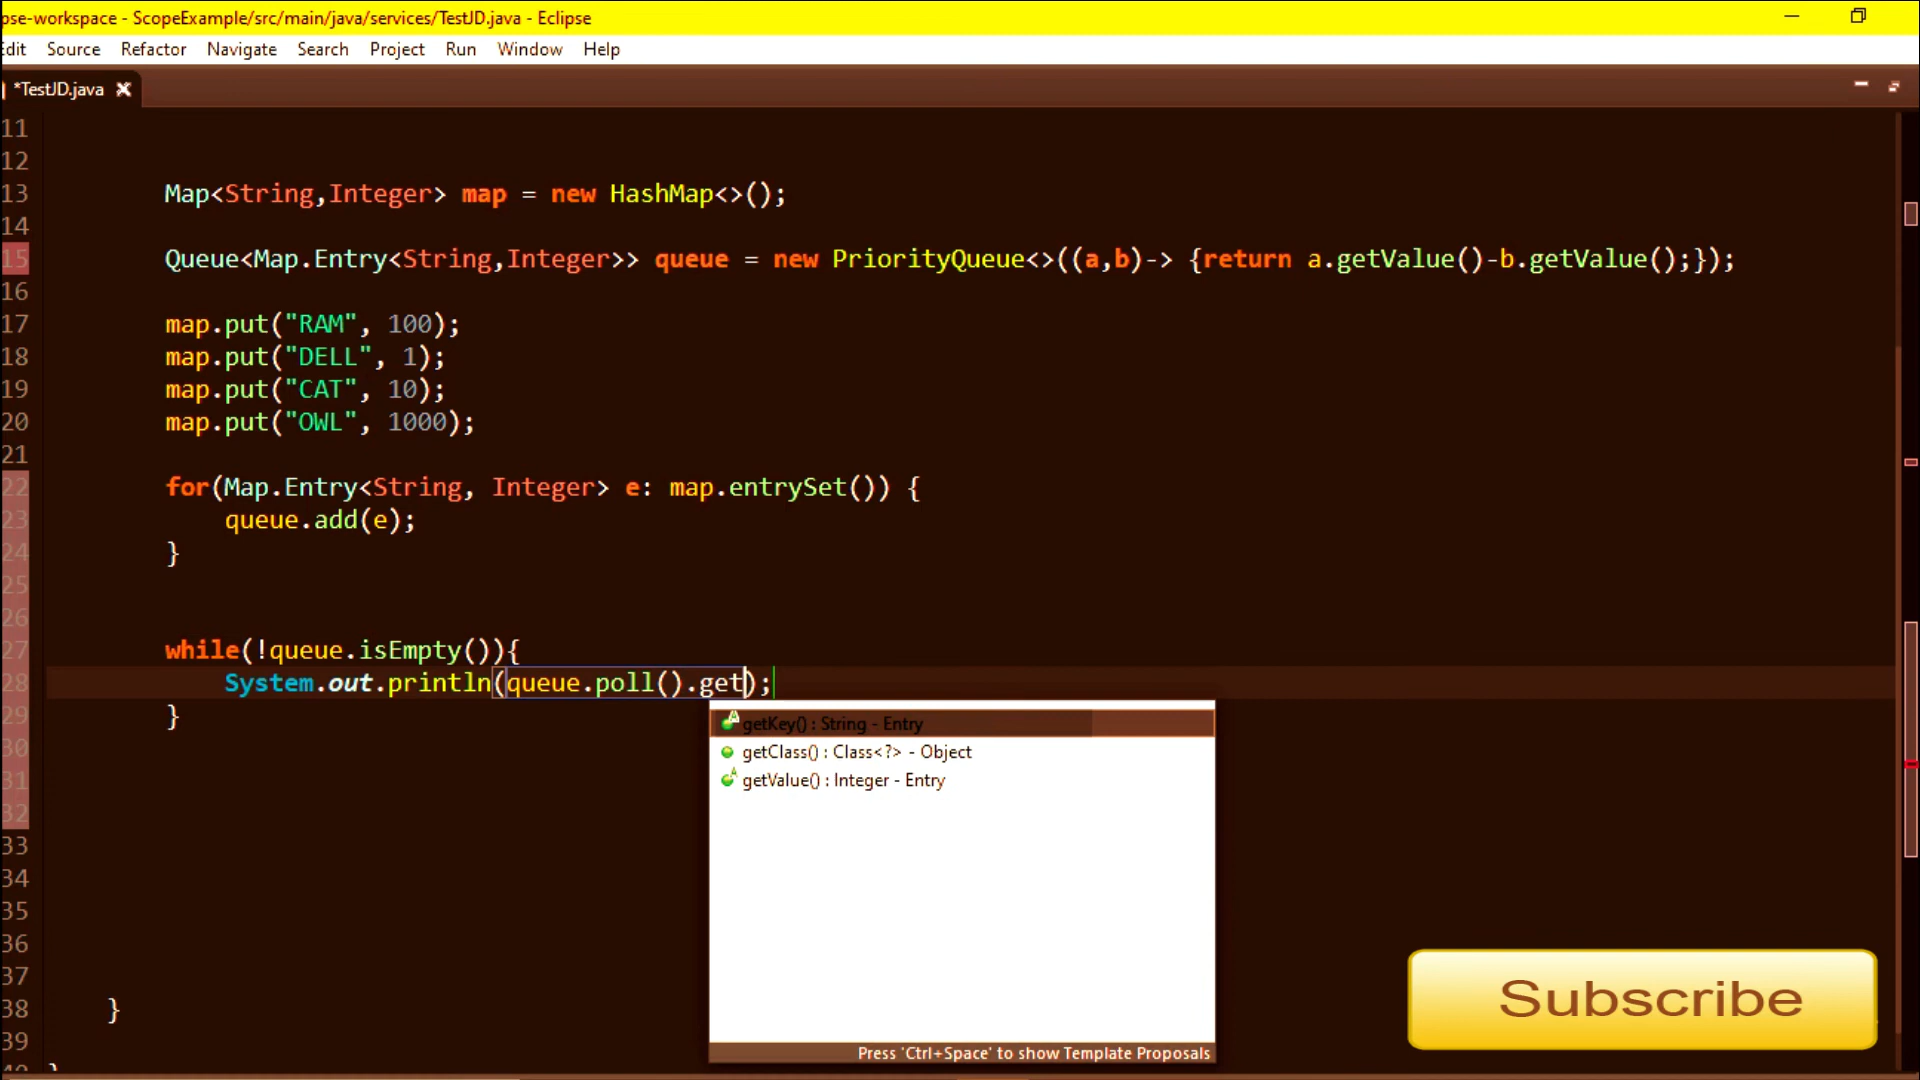 pse-workspace - ScopeExample/src/main/java/services/TestJD.java - Eclipse
Edit Source Refactor Navigate Search Project Run Window Help
*TestJD.java
11
12
13 Map<String,Integer> map = new HashMap<>();
14
15 Queue<Map.Entry<String,Integer>> queue = new PriorityQueue<>((a,b)-> {return a.getValue()-b.getValue();});
16
17 map.put("RAM", 100);
18 map.put("DELL", 1);
19 map.put("CAT", 10);
20 map.put("OWL", 1000);
21
22 for(Map.Entry<String, Integer> e: map.entrySet()) {
23 queue.add(e);
24 }
25
26
27 while(!queue.isEmpty()){
28 System.out.println(queue.poll().get);
29 }
getKey() : String - Entry
30 getClass() : Class<?> - Object
31 getValue() : Integer - Entry
32
33
34
35
36
37
Subscribe
38 }
39
Press 'Ctrl+Space' to show Template Proposals
40 }